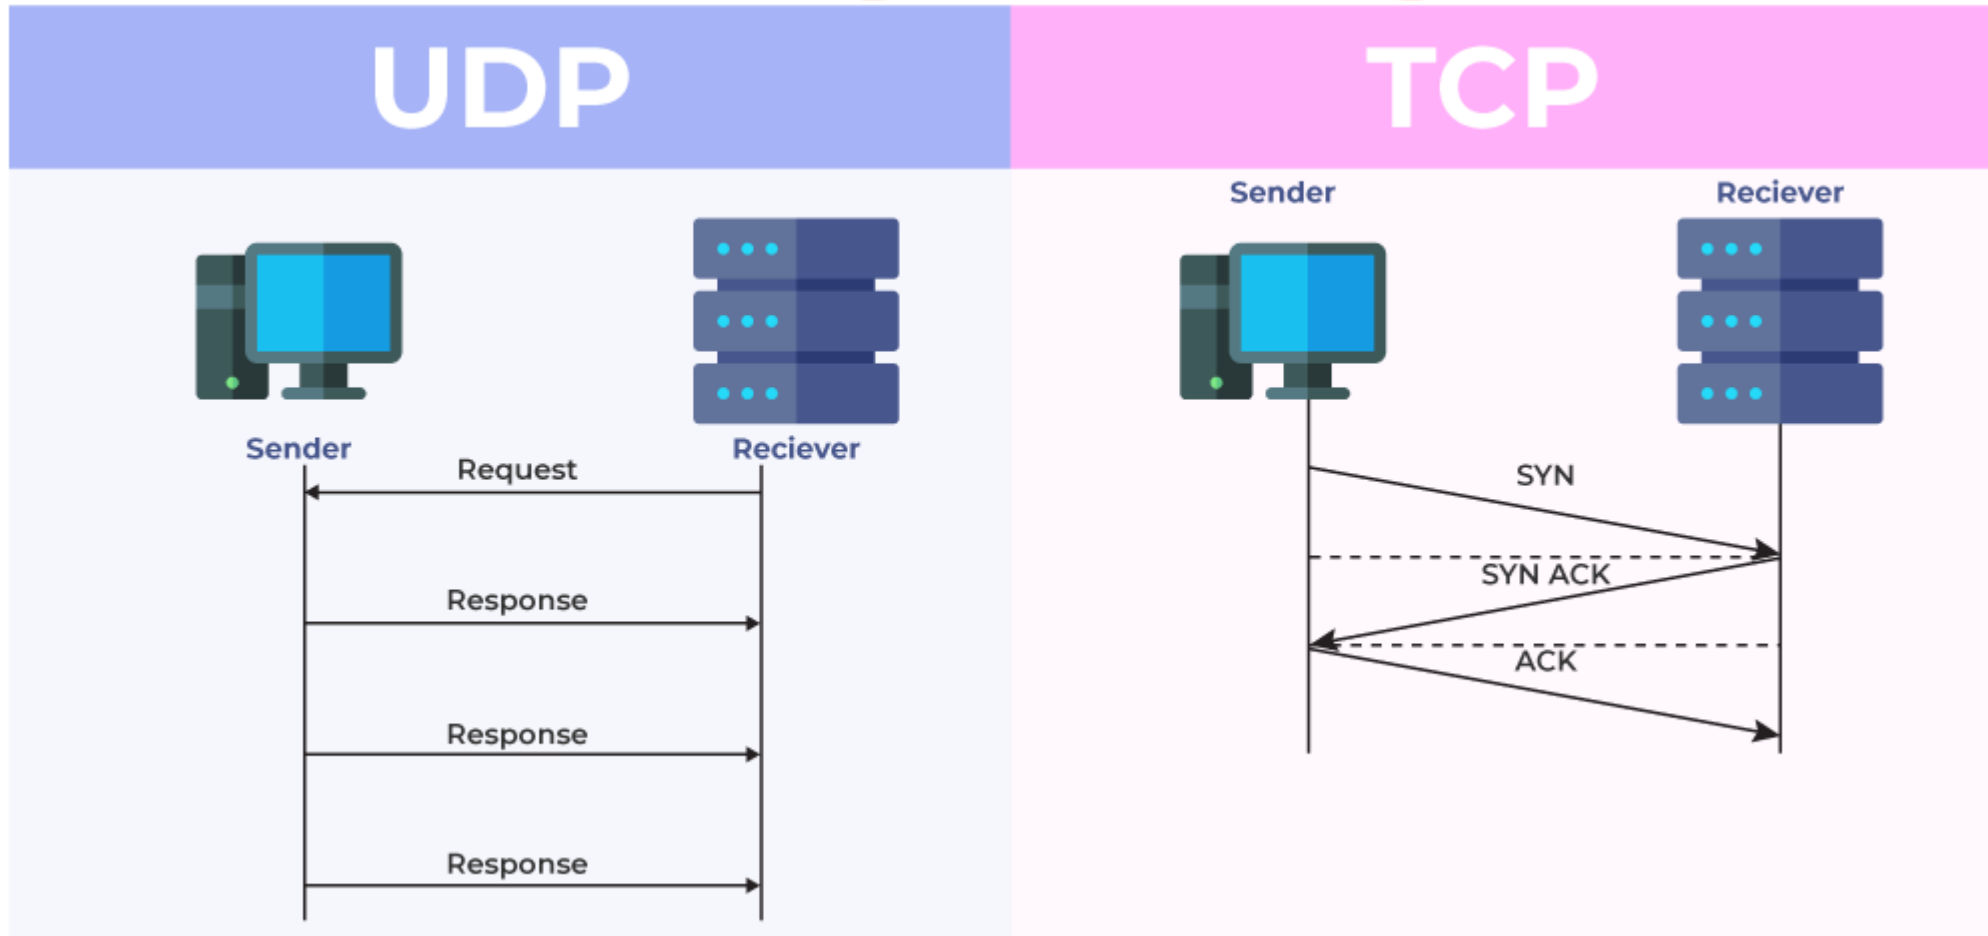 UDP
TCP
Sender
Reciever
Request
Response
Response
Response
Sender
Reciever
SYN
SYN ACK
ACK